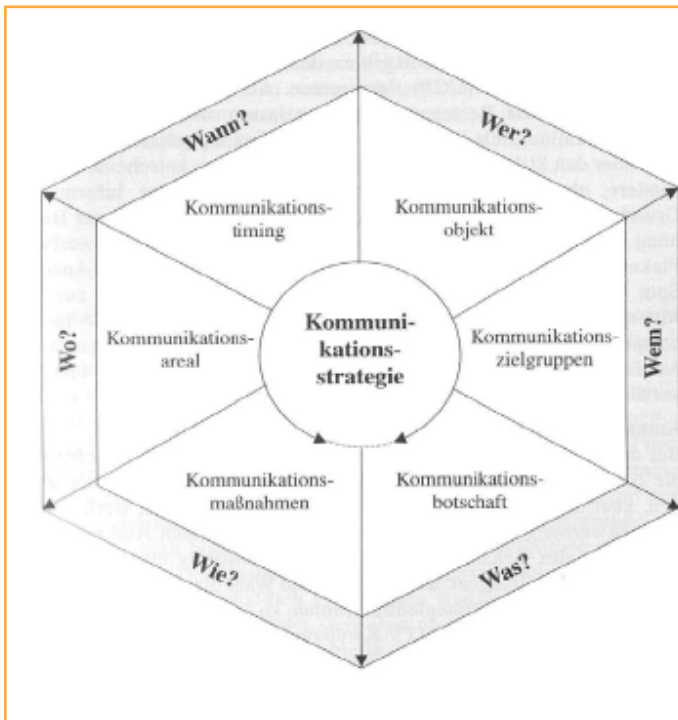 Wann?
Wer?
Kommunikations-
timing
Kommunikations-
objekt
Wo?
Kommunikations-
areal
Kommuni-
kations-
strategie
Kommunikations-
zielgruppen
Wem?
Kommunikations-
maßnahmen
Kommunikations-
botschaft
Wie?
Was?